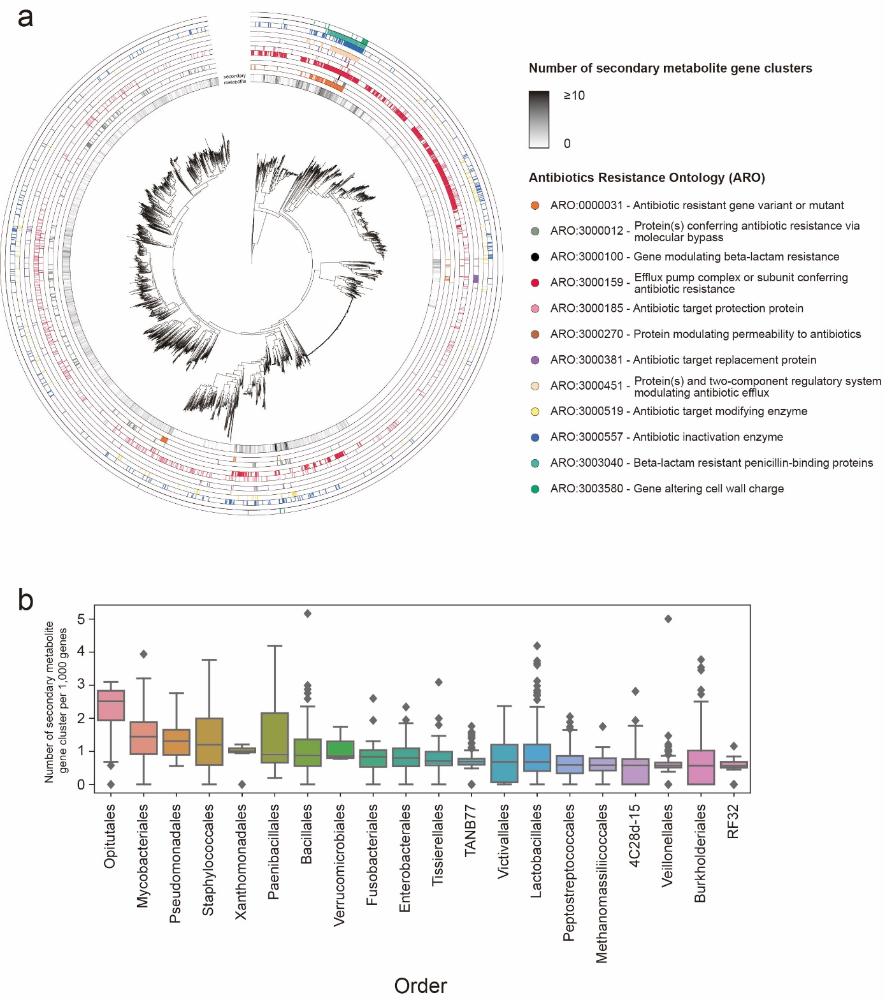 a
secondary
metabolite
Number of secondary metabolite gene clusters
≥10
0
Antibiotics Resistance Ontology (ARO)
ARO:0000031 - Antibiotic resistant gene variant or mutant
ARO:3000012 - Protein(s) conferring antibiotic resistance via
molecular bypass
ARO:3000100 - Gene modulating beta-lactam resistance
ARO:3000159 - Efflux pump complex or subunit conferring
antibiotic resistance
ARO:3000185 - Antibiotic target protection protein
ARO:3000270 - Protein modulating permeability to antibiotics
ARO:3000381 - Antibiotic target replacement protein
ARO:3000451 - Protein(s) and two-component regulatory system
modulating antibiotic efflux
ARO:3000519 - Antibiotic target modifying enzyme
ARO:3000557 - Antibiotic inactivation enzyme
ARO:3003040 - Beta-lactam resistant penicillin-binding proteins
ARO:3003580 - Gene altering cell wall charge
b
Number of secondary metabolite
gene cluster per 1,000 genes
5
4
3
2
1
0
Opitutales
Mycobacteriales
Pseudomonadales
Staphylococcales
Xanthomonadales
Paenibacillales
Bacillales
Verrucomicrobiales
Fusobacteriales
Enterobacterales
Tissierellales
TANB77
Victivallales
Lactobacillales
Peptostreptococcales
Methanomassiliicoccales
4C28d-15
Veillonellales
Burkholderiales
RF32
Order